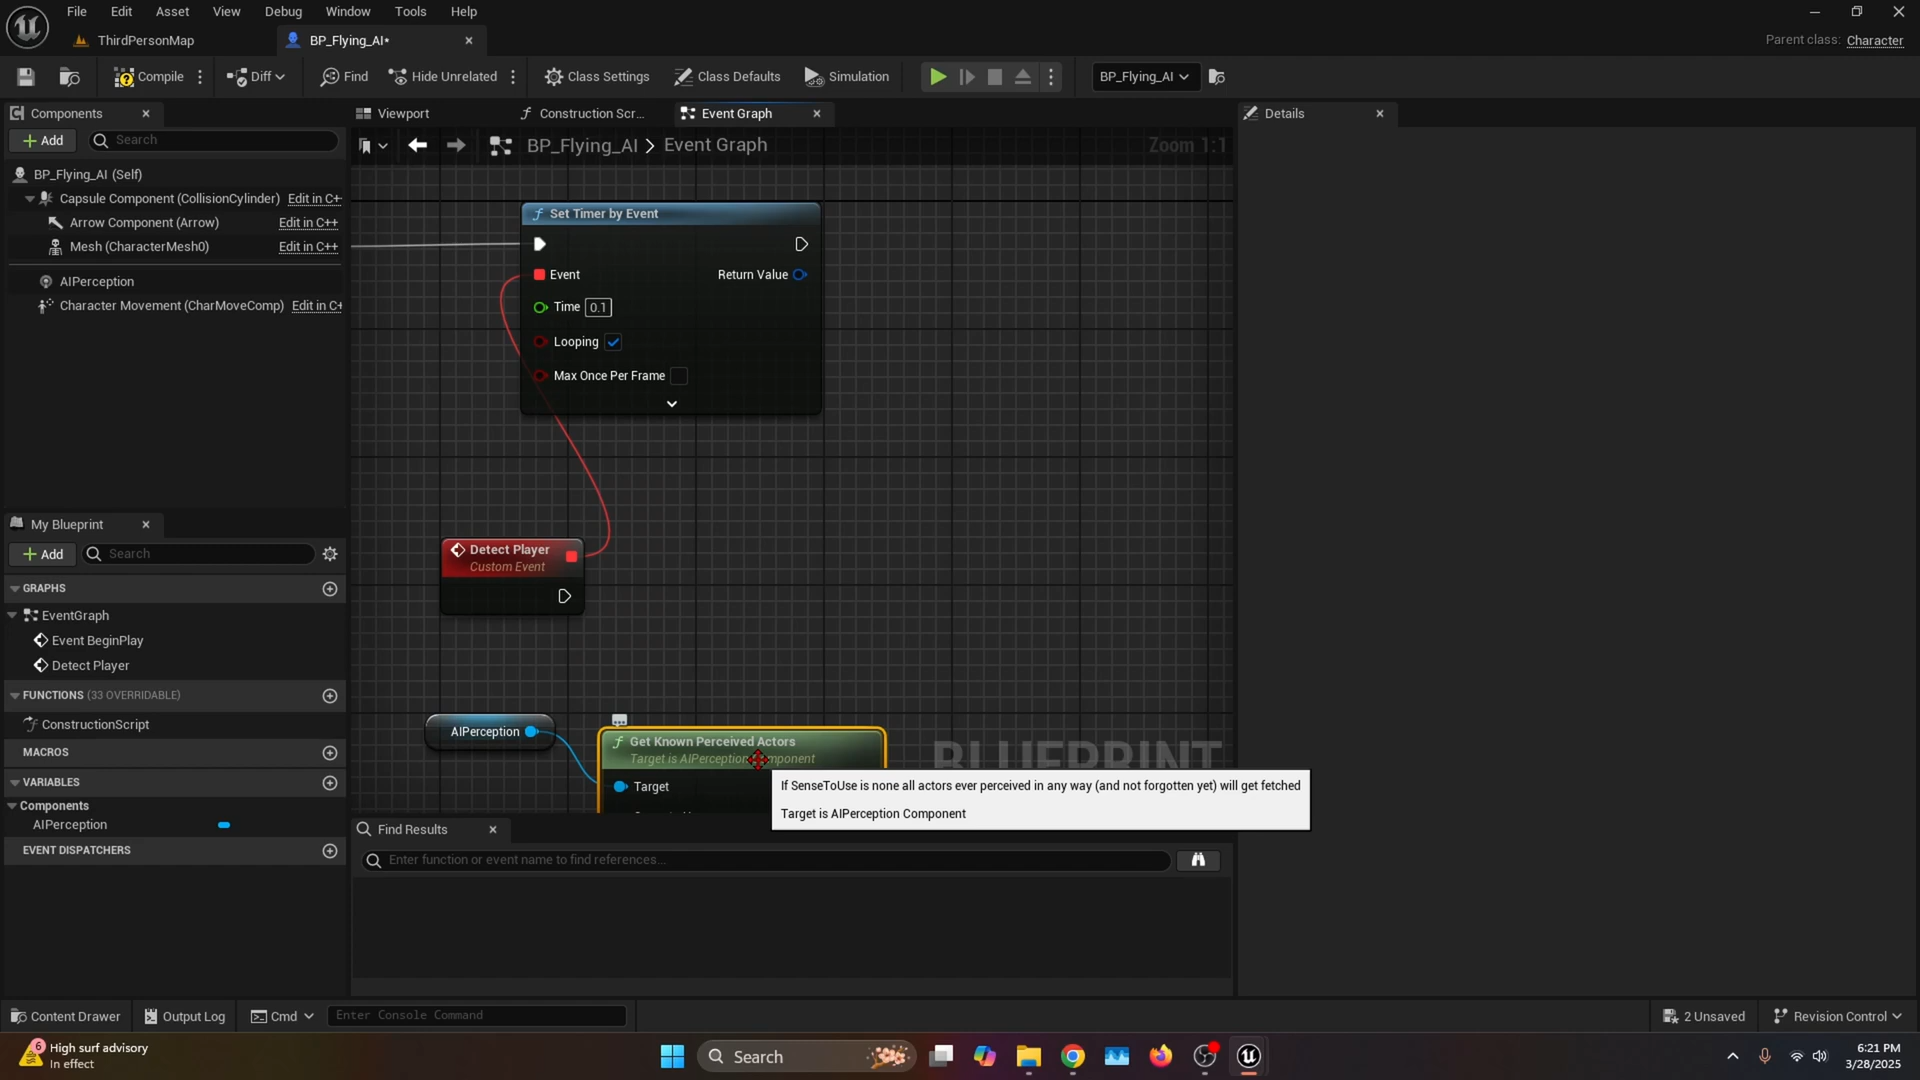 File Edit Asset View Debug Window Tools Help
ThirdPersonMap
BP_Flying_AI*
Parent class: Character
Compile
Diff
Find
Hide Unrelated
Class Settings
Class Defaults
Simulation
BP_Flying_AI
Components
Add
Search
BP_Flying_AI (Self)
Capsule Component (CollisionCylinder) Edit in C+
Arrow Component (Arrow) Edit in C++
Mesh (CharacterMesh0) Edit in C++
AIPerception
Character Movement (CharMoveComp) Edit in C
My Blueprint
Add
Search
GRAPHS
EventGraph
Event BeginPlay
Detect Player
FUNCTIONS (33 OVERRIDABLE)
ConstructionScript
MACROS
VARIABLES
Components
AIPerception
EVENT DISPATCHERS
Viewport
Construction Scr...
Event Graph
BP_Flying_AI > Event Graph
Zoom 1:1
Set Timer by Event
Event
Return Value
Time 0.1
Looping
Max Once Per Frame
Detect Player
Custom Event
AIPerception
Get Known Perceived Actors
Target is AIPerception Component
Target
BLUEPRINT
If SenseToUse is none all actors ever perceived in any way (and not forgotten yet) will get fetched
Target is AIPerception Component
Find Results
Enter function or event name to find references...
Details
Content Drawer
Output Log
Cmd
Enter Console Command
2 Unsaved
Revision Control
6
High surf advisory
In effect
Search
6:21 PM
3/28/2025